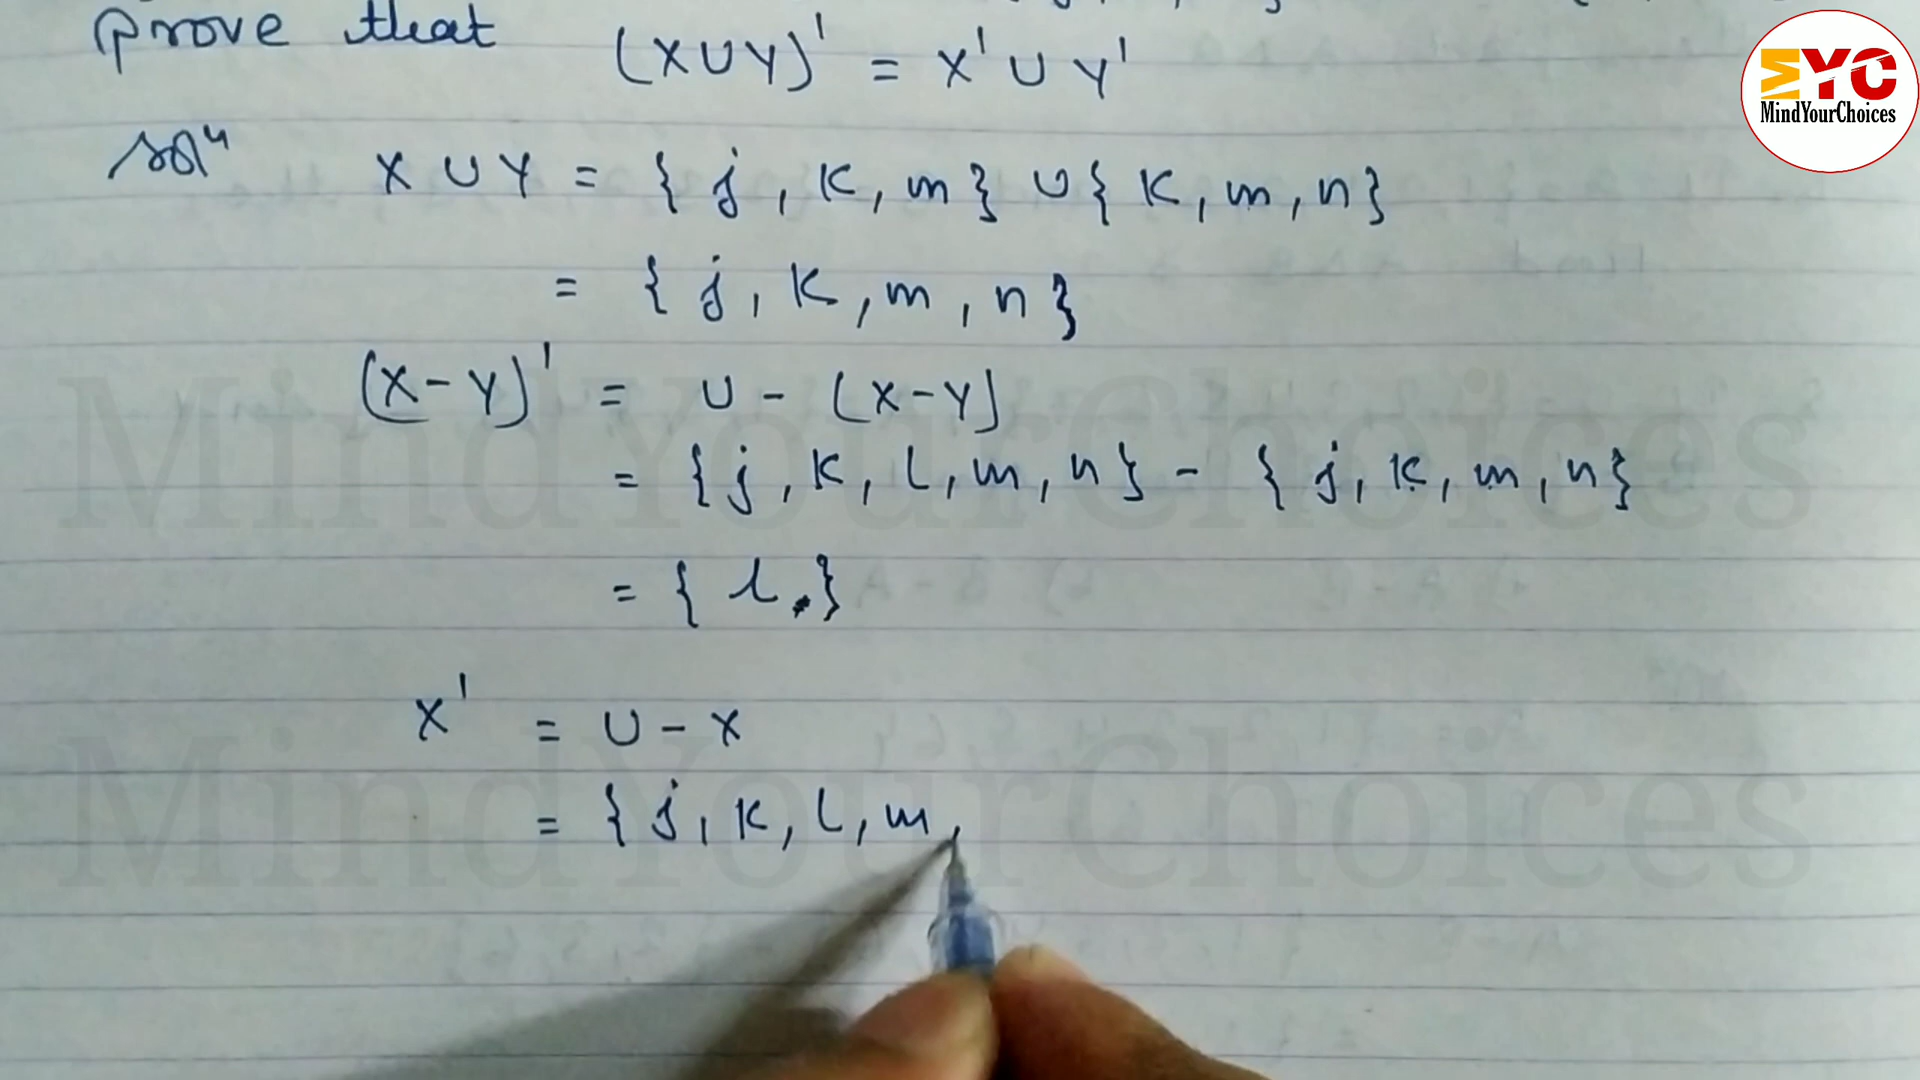 prove that (X∪Y)' = X' ∪ Y'
MYC
MindYourChoices
solⁿ X ∪ Y = { j, k, m} ∪ { k, m, n}
= { j, k, m, n}
(X-Y)' = U - (X-Y)
= {j, k, l, m, n} - { j, k, m, n}
= { l }
X' = U - X
= { j, k, l, m,
MindYourChoices
MindYourChoices